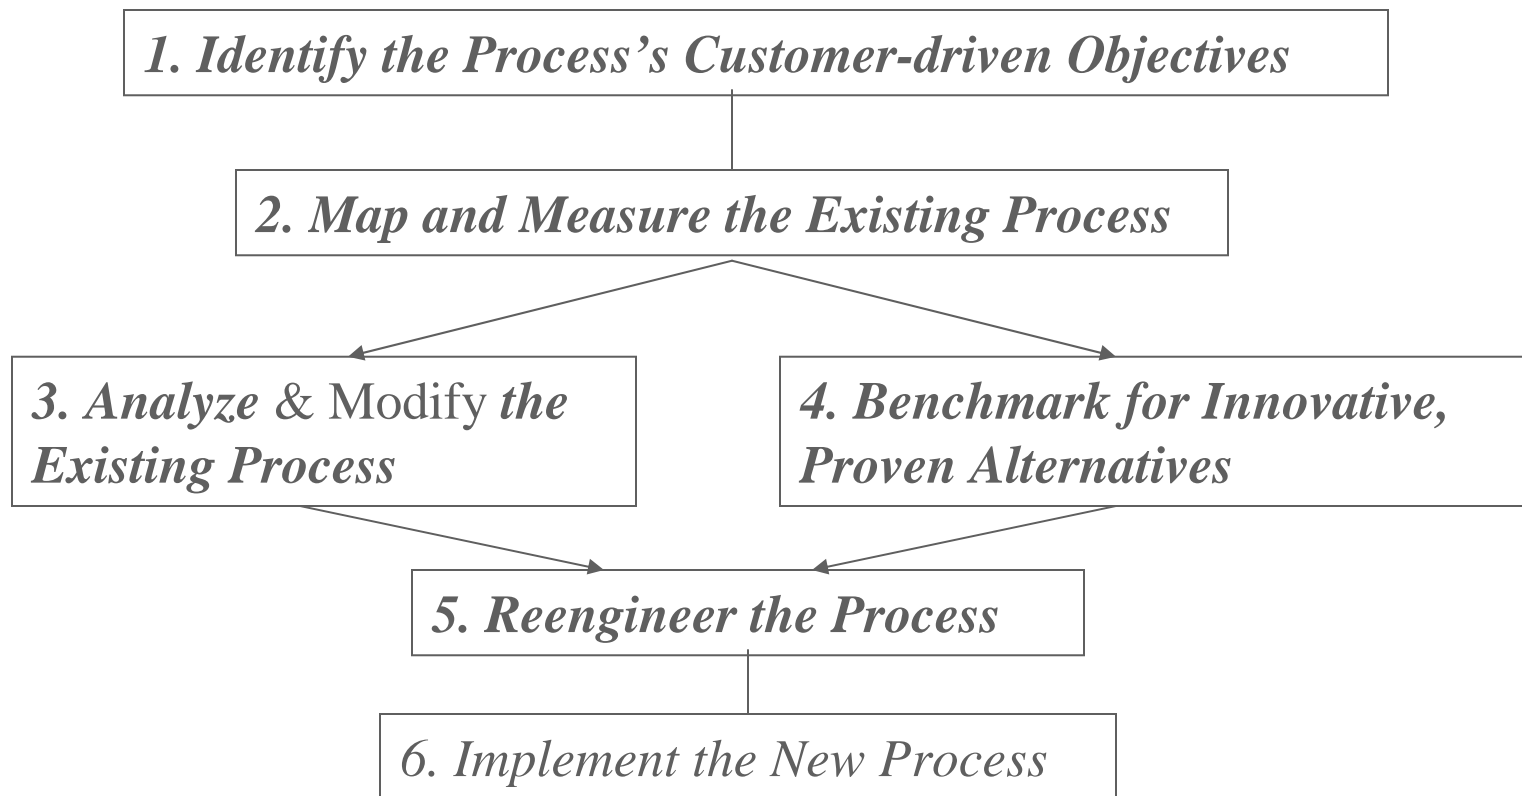 1. Identify the Process’s Customer-driven Objectives
2. Map and Measure the Existing Process
3. Analyze & Modify the
Existing Process
4. Benchmark for Innovative,
Proven Alternatives
5. Reengineer the Process
6. Implement the New Process